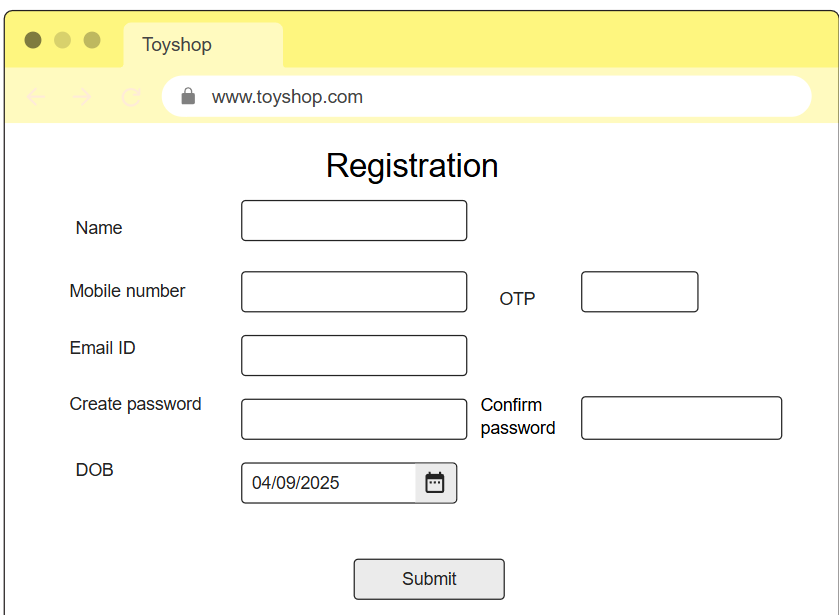 Toyshop
www.toyshop.com
Registration
Name
Mobile number
OTP
Email ID
Create password
Confirm
password
DOB
04/09/2025
Submit